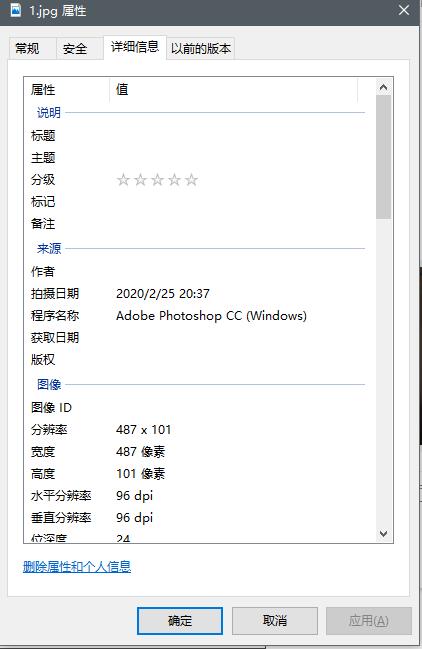 1.jpg 属性
常规 安全 详细信息 以前的版本
属性 值
说明
标题
主题
分级
标记
备注
来源
作者
拍摄日期 2020/2/25 20:37
程序名称 Adobe Photoshop CC (Windows)
获取日期
版权
图像
图像 ID
分辨率 487 x 101
宽度 487 像素
高度 101 像素
水平分辨率 96 dpi
垂直分辨率 96 dpi
位深度 24
删除属性和个人信息
确定 取消 应用(A)